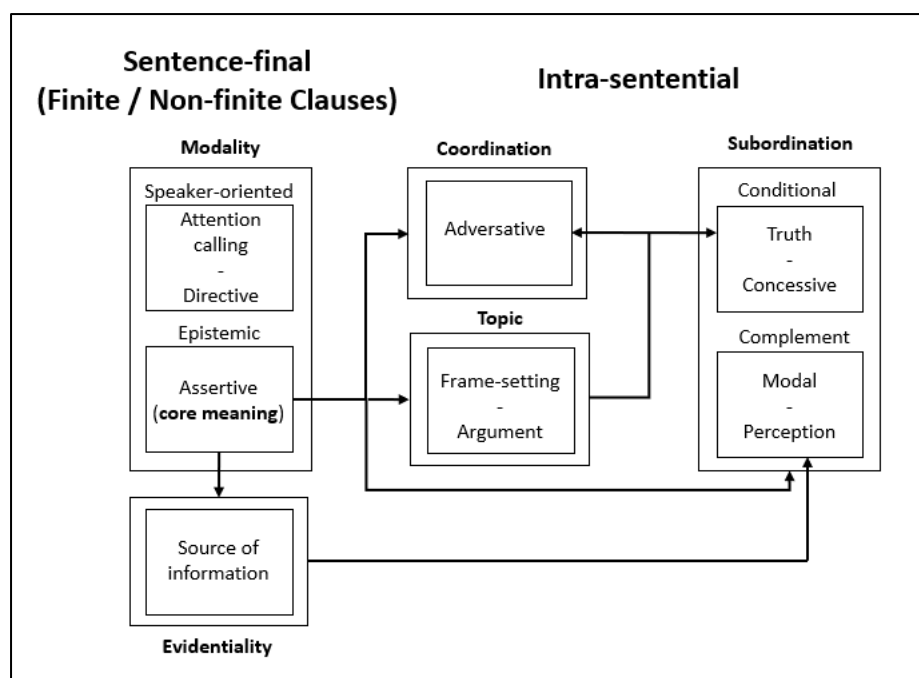 Sentence-final
(Finite / Non-finite Clauses)
Intra-sentential
Modality
Speaker-oriented
Attention
calling
-
Directive
Epistemic
Assertive
(core meaning)
Source of
information
Evidentiality
Coordination
Adversative
Topic
Frame-setting
-
Argument
Subordination
Conditional
Truth
-
Concessive
Complement
Modal
-
Perception